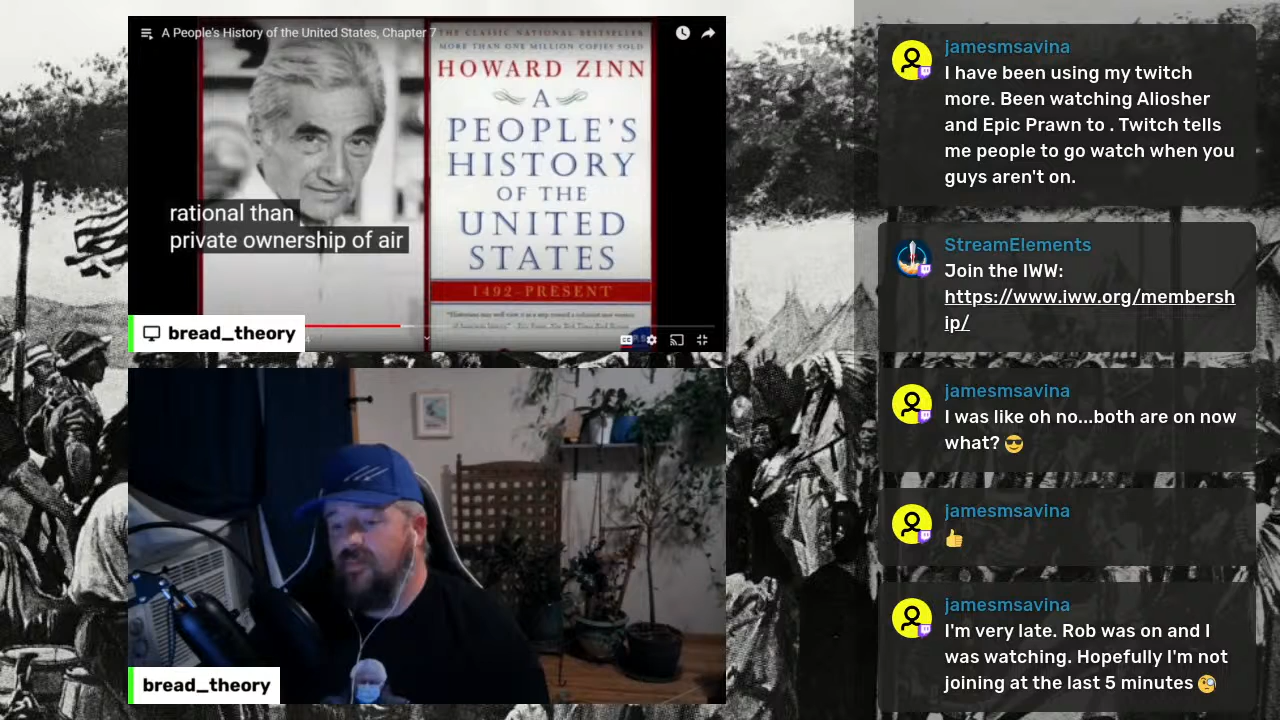 A People's History of the United States, Chapter 7
THE CLASSIC NATIONAL BESTSELLER
MORE THAN ONE MILLION COPIES SOLD
HOWARD ZINN
A
PEOPLE'S
HISTORY
OF THE
UNITED
STATES
1492–PRESENT
rational than
private ownership of air
bread_theory
CC
bread_theory
jamesmsavina
I have been using my twitch
more. Been watching Aliosher
and Epic Prawn to . Twitch tells
me people to go watch when you
guys aren't on.
StreamElements
Join the IWW:
https://www.iww.org/membersh
ip/
jamesmsavina
I was like oh no...both are on now
what? 😎
jamesmsavina
👍
jamesmsavina
I'm very late. Rob was on and I
was watching. Hopefully I'm not
joining at the last 5 minutes 🧐